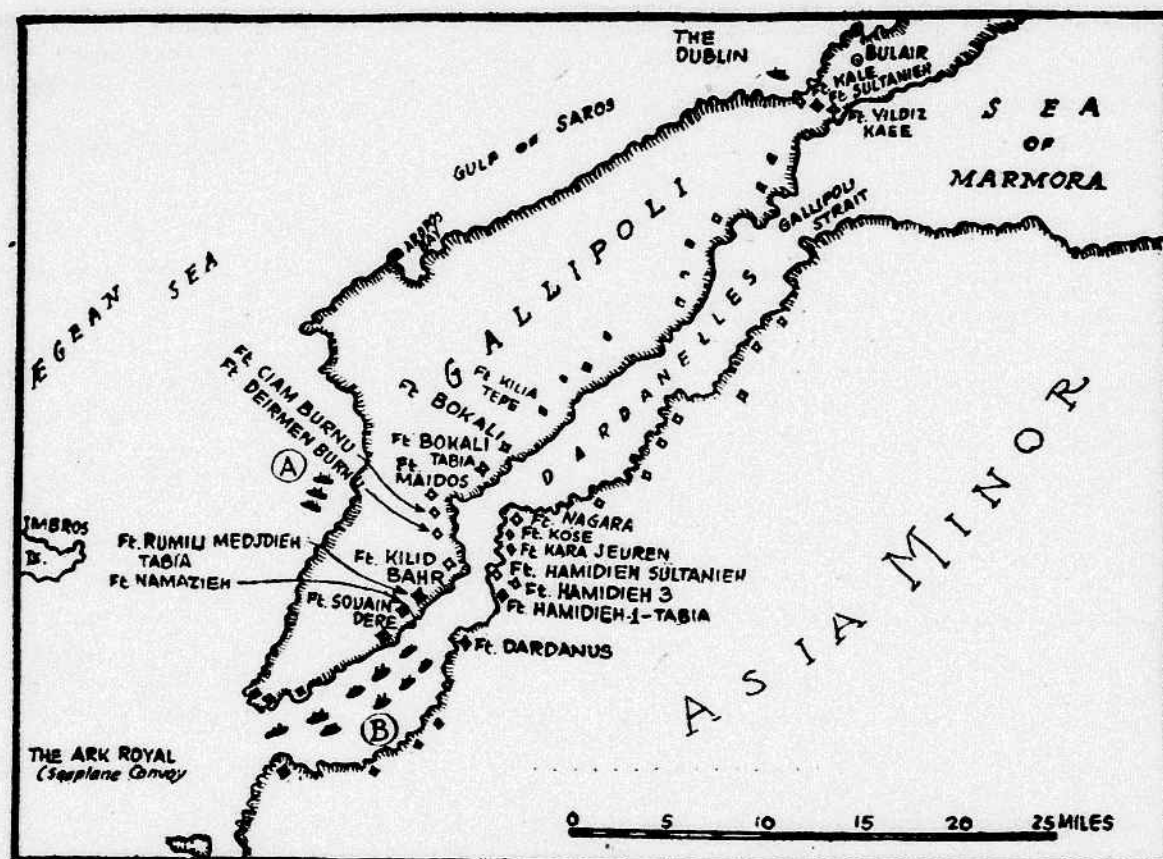 THE
DUBLIN
BULAIR
Ft. KALE
Ft. SULTANIEH
Ft. YILDIZ
KAGE
SEA
OF
MARMORA
GULF OF SAROS
GALLIPOLI
STRAIT
BAY
ÆGEAN SEA
GALLIPOLI
DARDANELLES
Ft. CIAM BURNU
Ft. DEIRMEN BURN
Ft. KILIA
TEPE
Ft. BOKALI
Ft. BOKALI
TABIA
Ft.
MAIDOS
A
IMBROS
IS.
Ft. RUMILI MEDJDIEH
TABIA
Ft. NAMAZIEH
Ft. KILID
BAHR
Ft. SOUAIN
DERE
Ft. NAGARA
Ft. KOSE
Ft. KARA JEUREN
Ft. HAMIDIEH SULTANIEH
Ft. HAMIDIEH 3
Ft. HAMIDIEH-1-TABIA
Ft. DARDANUS
ASIA MINOR
B
THE ARK ROYAL
(Seaplane Convoy
0 5 10 15 20 25 MILES